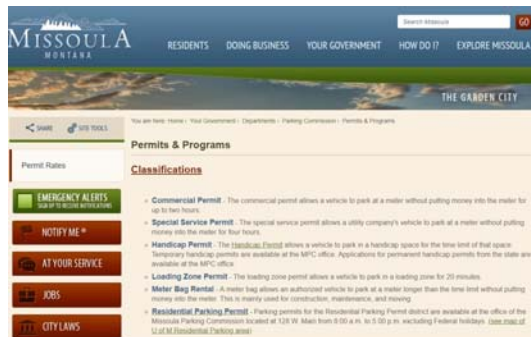 Search Missoula
GO
MISSOULA
MONTANA
RESIDENTS DOING BUSINESS YOUR GOVERNMENT HOW DO I? EXPLORE MISSOULA
THE GARDEN CITY
SHARE SITE TOOLS
You are here: Home › Your Government › Departments › Parking Commission › Permits & Programs
Permit Rates
EMERGENCY ALERTS
SIGN UP TO RECEIVE NOTIFICATIONS
NOTIFY ME ®
AT YOUR SERVICE
JOBS
CITY LAWS
Permits & Programs
Classifications
Commercial Permit - The commercial permit allows a vehicle to park at a meter without putting money into the meter for
up to two hours.
Special Service Permit - The special service permit allows a utility company's vehicle to park at a meter without putting
money into the meter for four hours.
Handicap Permit - The Handicap Permit allows a vehicle to park in a handicap space for the time limit of that space.
Temporary handicap permits are available at the MPC office. Applications for permanent handicap permits from the state are
available at the MPC office.
Loading Zone Permit - The loading zone permit allows a vehicle to park in a loading zone for 20 minutes.
Meter Bag Rental - A meter bag allows an authorized vehicle to park at a meter longer than the time limit without putting
money into the meter. This is mainly used for construction, maintenance, and moving.
Residential Parking Permit - Parking permits for the Residential Parking Permit district are available at the office of the
Missoula Parking Commission located at 128 W. Main from 8:00 a.m. to 5:00 p.m. excluding Federal holidays. (see map of
U of M Residential Parking area)